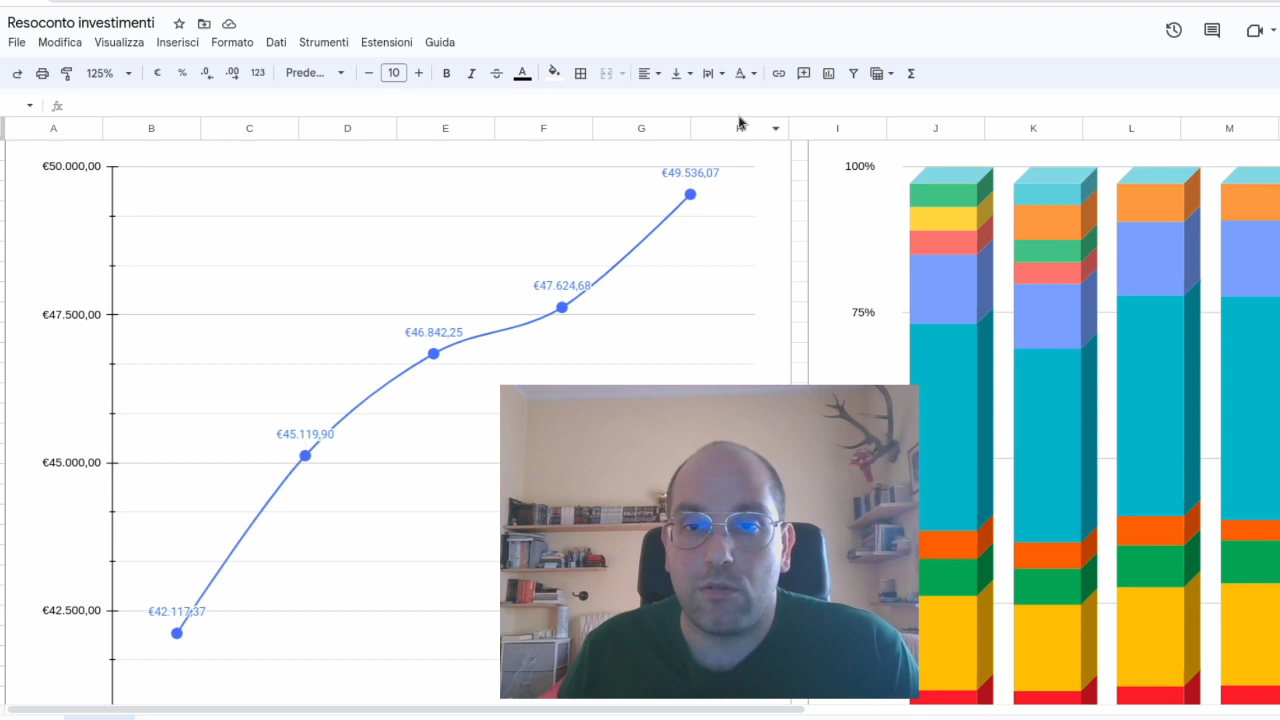 Resoconto investimenti
File Modifica Visualizza Inserisci Formato Dati Strumenti Estensioni Guida
125% € % .0 .00 123 Prede... − 10 + B I S A Σ
fx
A B C D E F G H I J K L M
€50.000,00
€47.500,00
€45.000,00
€42.500,00
€42.117,37
€45.119,90
€46.842,25
€47.624,68
€49.536,07
100%
75%